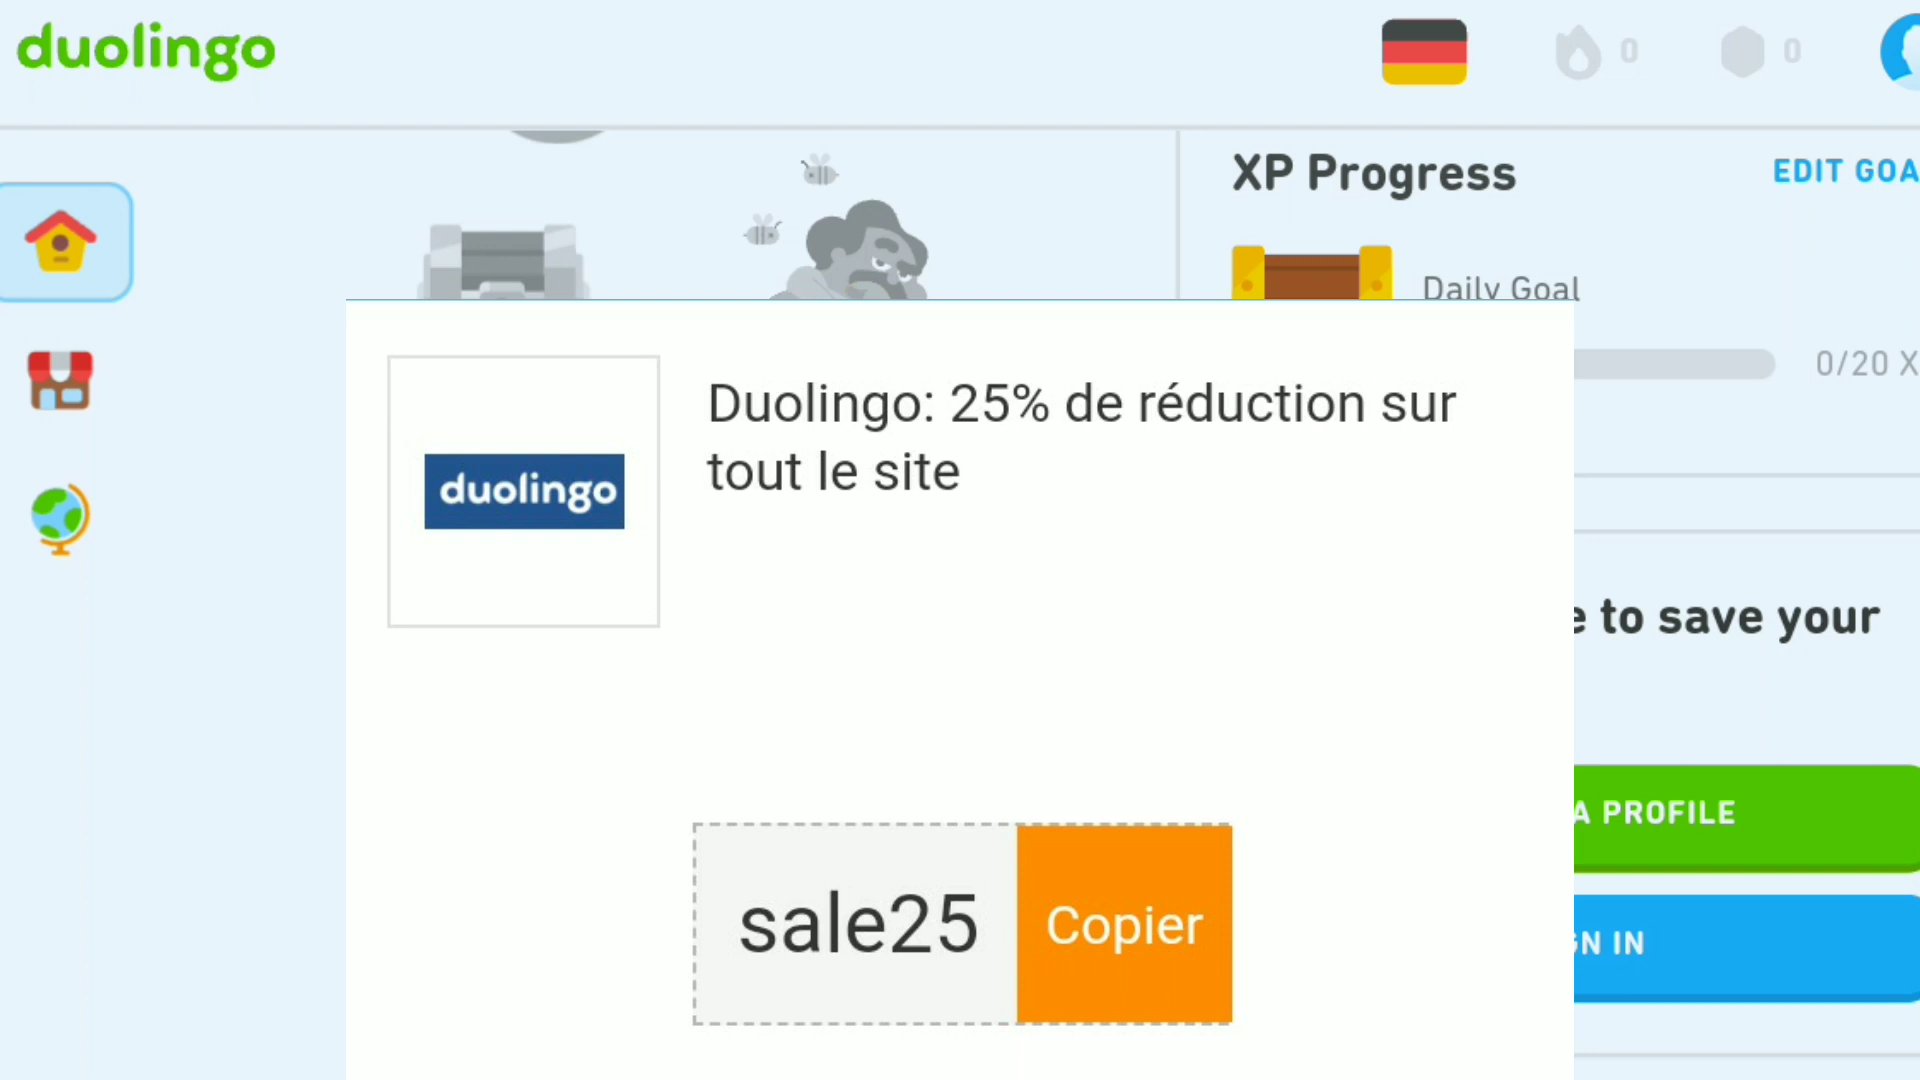 duolingo
0
0
XP Progress
EDIT GOA
Daily Goal
0/20 X
duolingo
Duolingo: 25% de réduction sur
tout le site
e to save your
A PROFILE
sale25
Copier
GN IN